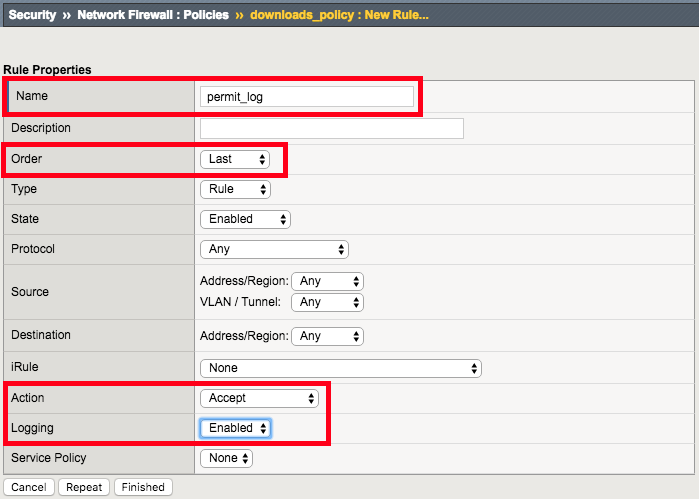 Security ›› Network Firewall : Policies ›› downloads_policy : New Rule...
Rule Properties
Name permit_log
Description
Order Last
Type Rule
State Enabled
Protocol Any
Source Address/Region: Any
VLAN / Tunnel: Any
Destination Address/Region: Any
iRule None
Action Accept
Logging Enabled
Service Policy None
Cancel Repeat Finished